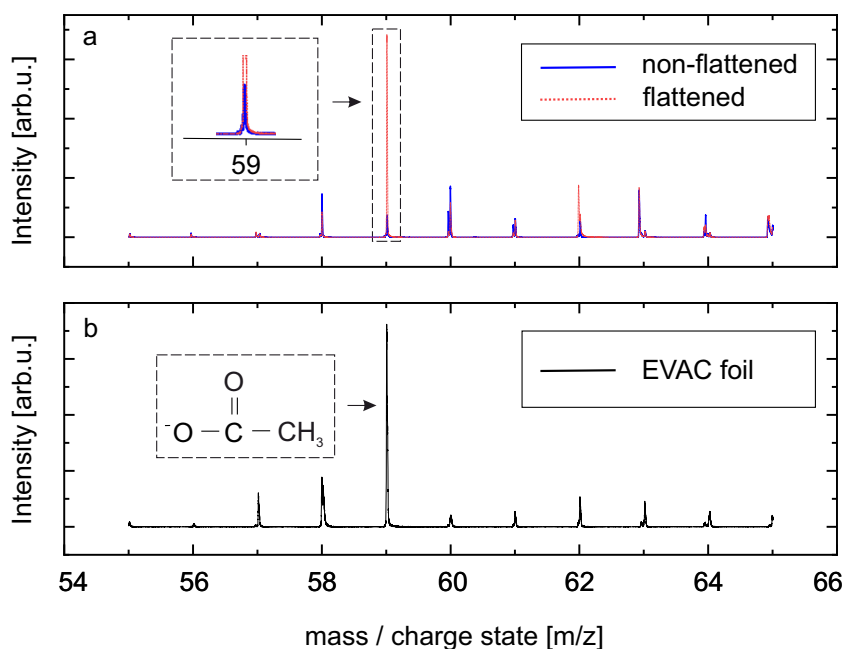 a
non-flattened
flattened
59
Intensity [arb.u.]
b
EVAC foil
O
⁻O — C — CH₃
Intensity [arb.u.]
54 56 58 60 62 64 66
mass / charge state [m/z]